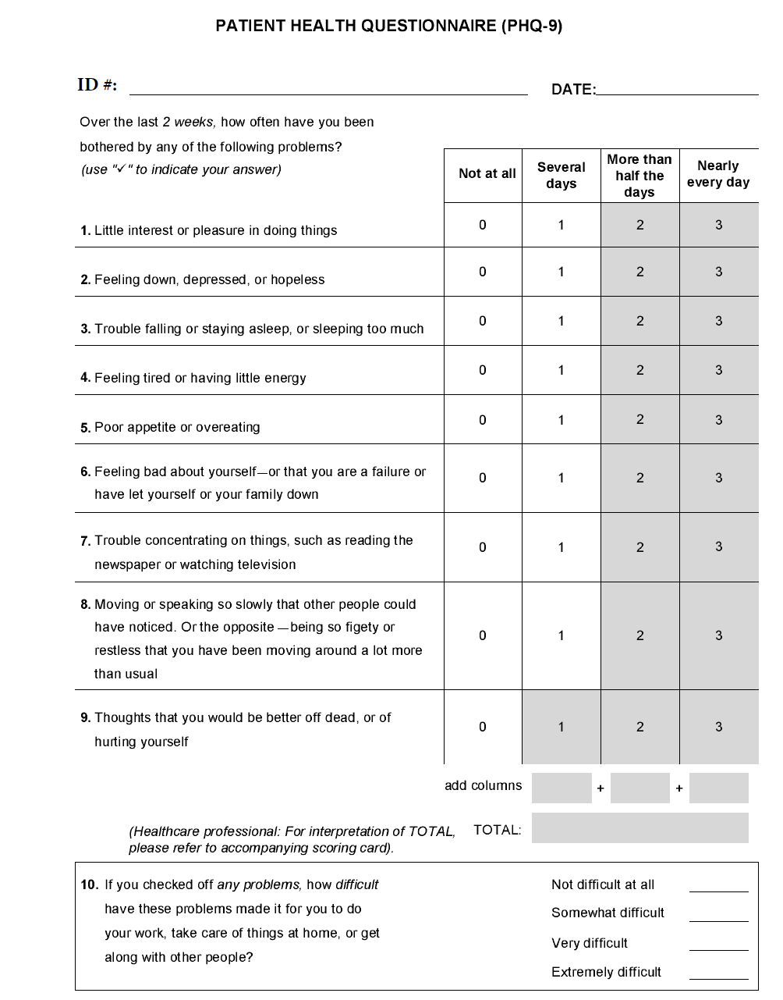 PATIENT HEALTH QUESTIONNAIRE (PHQ-9)
ID #:
DATE:
Over the last 2 weeks, how often have you been
bothered by any of the following problems?
(use "✓" to indicate your answer)
Not at all
Several
days
More than
half the
days
Nearly
every day
1. Little interest or pleasure in doing things
0 1 2 3
2. Feeling down, depressed, or hopeless
0 1 2 3
3. Trouble falling or staying asleep, or sleeping too much
0 1 2 3
4. Feeling tired or having little energy
0 1 2 3
5. Poor appetite or overeating
0 1 2 3
6. Feeling bad about yourself—or that you are a failure or
have let yourself or your family down
0 1 2 3
7. Trouble concentrating on things, such as reading the
newspaper or watching television
0 1 2 3
8. Moving or speaking so slowly that other people could
have noticed. Or the opposite —being so figety or
restless that you have been moving around a lot more
than usual
0 1 2 3
9. Thoughts that you would be better off dead, or of
hurting yourself
0 1 2 3
add columns + +
(Healthcare professional: For interpretation of TOTAL,
please refer to accompanying scoring card).
TOTAL:
10. If you checked off any problems, how difficult
have these problems made it for you to do
your work, take care of things at home, or get
along with other people?
Not difficult at all
Somewhat difficult
Very difficult
Extremely difficult